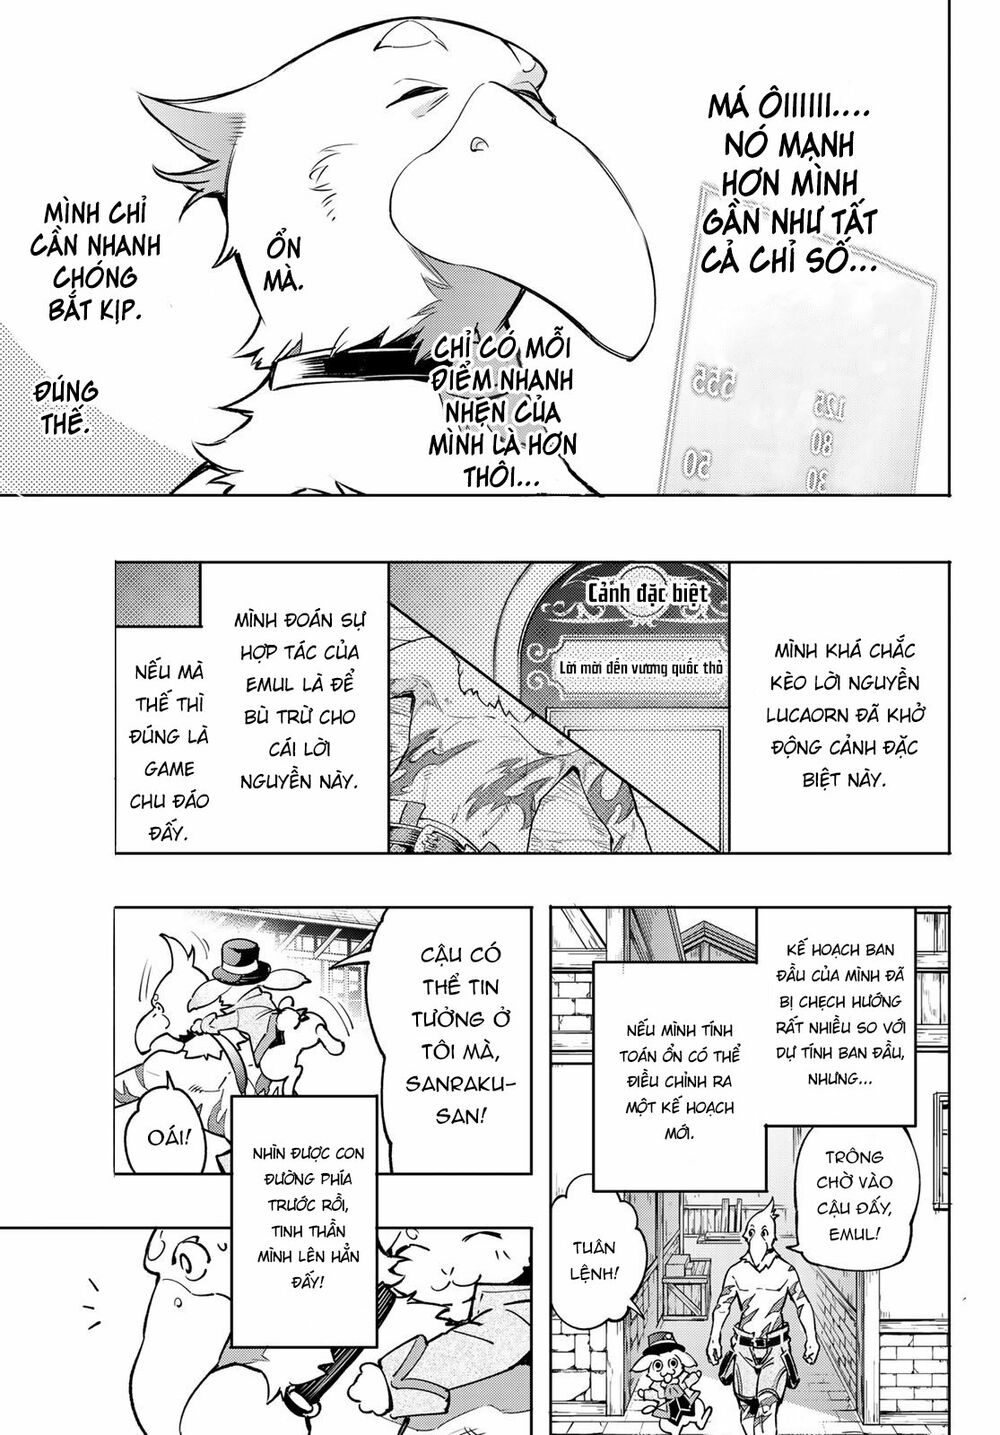 MÁ ÔIIIIII....
NÓ MẠNH
HƠN MÌNH
GẦN NHƯ TẤT
CẢ CHỈ SỐ...
CHỈ CÓ MỖI
ĐIỂM NHANH
NHẸN CỦA
MÌNH LÀ HƠN
THÔI...
ỔN
MÀ.
MÌNH CHỈ
CẦN NHANH
CHÓNG
BẮT KỊP.
ĐÚNG
THẾ.
555
125
80
50
30
MÌNH KHÁ CHẮC
KÈO LỜI NGUYỀN
LUCAORN ĐÃ KHỞ
ĐỘNG CẢNH ĐẶC
BIỆT NÀY.
Cảnh đặc biệt
Lời mời đến vương quốc thỏ
MÌNH ĐOÁN SỰ
HỢP TÁC CỦA
EMUL LÀ ĐỂ
BÙ TRỪ CHO
CÁI LỜI
NGUYỀN NÀY.
NẾU MÀ
THẾ THÌ
ĐÚNG LÀ
GAME
CHU ĐÁO
ĐẤY.
KẾ HOẠCH BAN
ĐẦU CỦA MÌNH ĐÃ
BỊ CHỆCH HƯỚNG
RẤT NHIỀU SO VỚI
DỰ TÍNH BAN ĐẦU,
NHƯNG...
NẾU MÌNH TÍNH
TOÁN ỔN CÓ THỂ
ĐIỀU CHỈNH RA
MỘT KẾ HOẠCH
MỚI.
TRÔNG
CHỜ VÀO
CẬU ĐẤY,
EMUL!
TUÂN
LỆNH!
CẬU CÓ
THỂ TIN
TƯỞNG Ở
TÔI MÀ,
SANRAKU-
SAN!
OÁI!
NHÌN ĐƯỢC CON
ĐƯỜNG PHÍA
TRƯỚC RỒI,
TINH THẦN
MÌNH LÊN HẲN
ĐẤY!